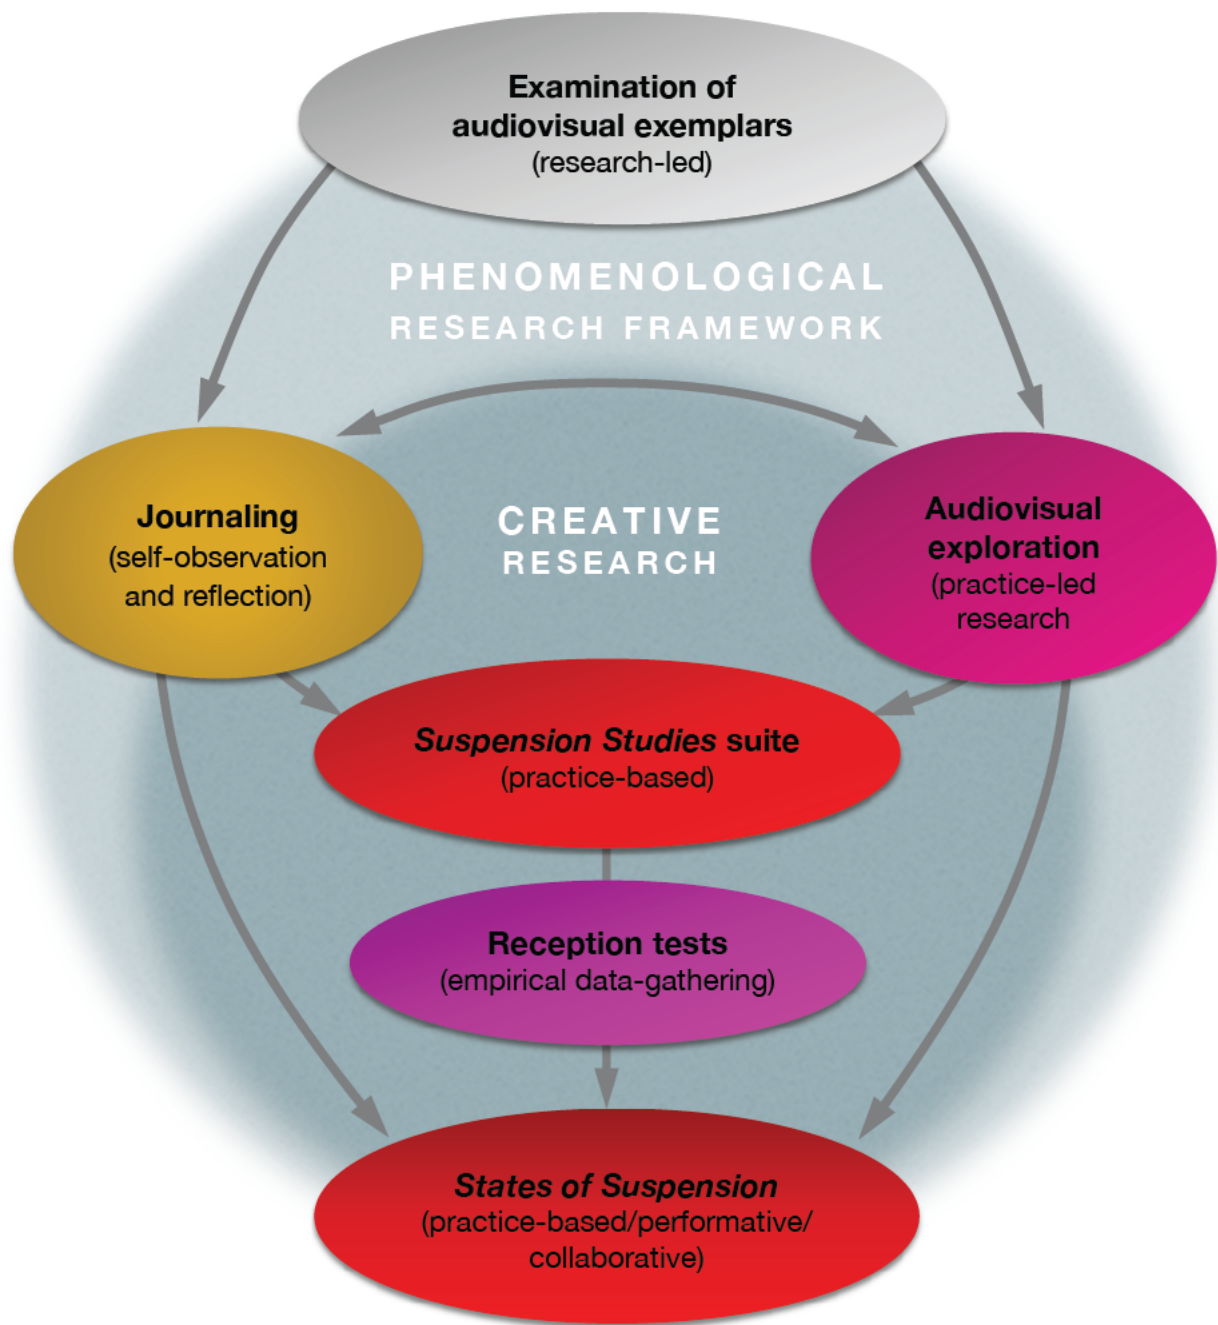 Examination of
audiovisual exemplars
(research-led)
PHENOMENOLOGICAL
RESEARCH FRAMEWORK
Journaling
(self-observation
and reflection)
CREATIVE
RESEARCH
Audiovisual
exploration
(practice-led
research
Suspension Studies suite
(practice-based)
Reception tests
(empirical data-gathering)
States of Suspension
(practice-based/performative/
collaborative)